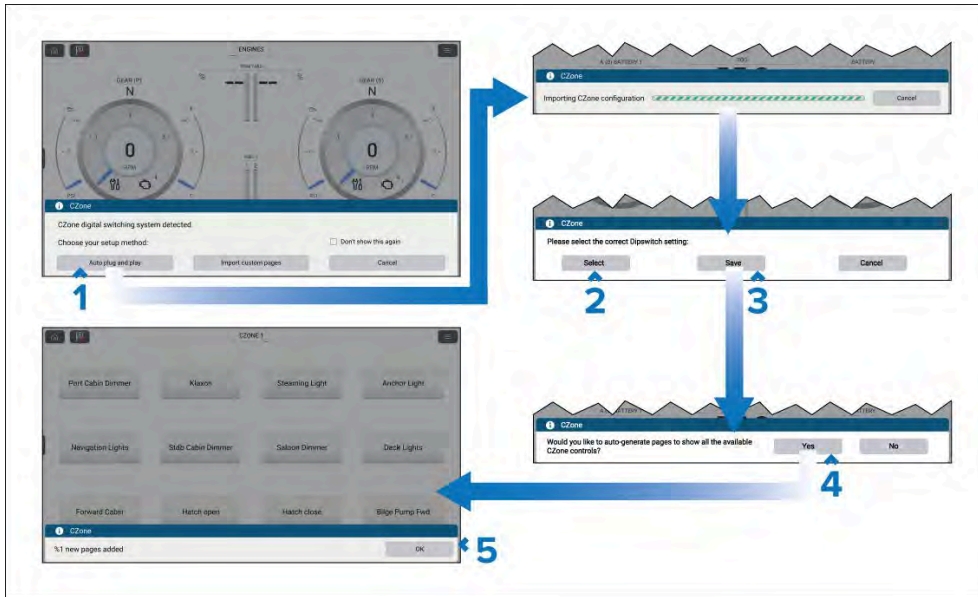 ENGINES
GEAR (P)
N
GEAR (S)
N
0
0
CZone
CZone digital switching system detected.
Choose your setup method:
Don't show this again
Auto plug and play
Import custom pages
Cancel
1
BATTERY
CZone
Importing CZone configuration
Cancel
CZone
Please select the correct Dipswitch setting:
Select
Save
Cancel
2
3
CZone
Would you like to auto-generate pages to show all the available
CZone controls?
Yes
No
4
CZONE 1
Port Cabin Dimmer
Klaxon
Steaming Light
Anchor Light
Navigation Lights
Stbb Cabin Dimmer
Saloon Dimmer
Deck Lights
Forward Cabin
Hatch open
Hatch close
Bilge Pump Fwd
CZone
%1 new pages added
OK
5